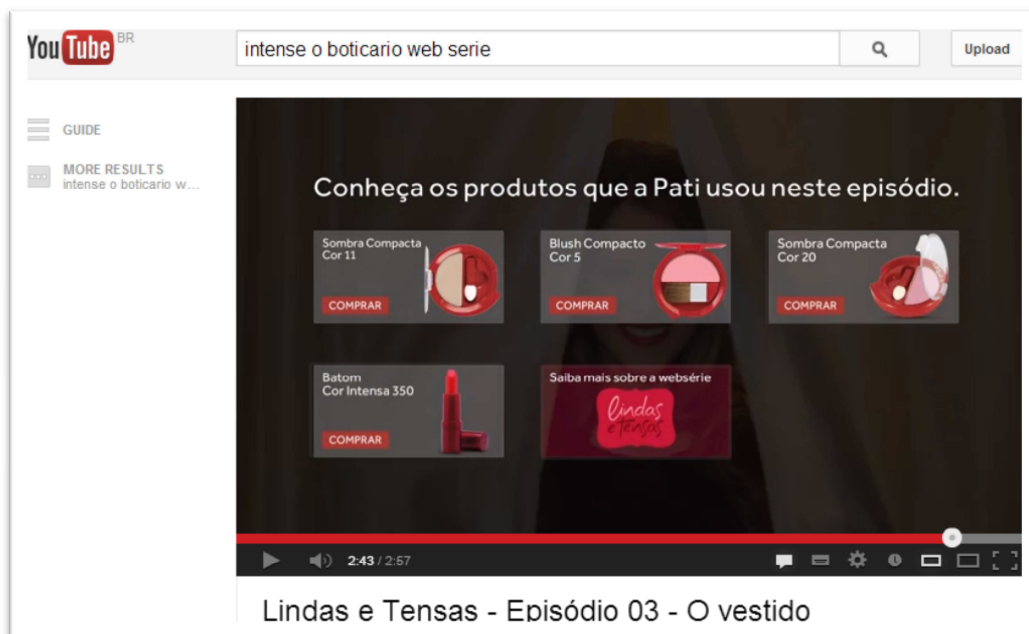 YouTube BR
intense o boticario web serie
Upload
GUIDE
MORE RESULTS
intense o boticario w...
Conheça os produtos que a Pati usou neste episódio.
Sombra Compacta
Cor 11
COMPRAR
Blush Compacto
Cor 5
COMPRAR
Sombra Compacta
Cor 20
COMPRAR
Batom
Cor Intensa 350
COMPRAR
Saiba mais sobre a websérie
lindas
e Tensas
2:43 / 2:57
Lindas e Tensas - Episódio 03 - O vestido